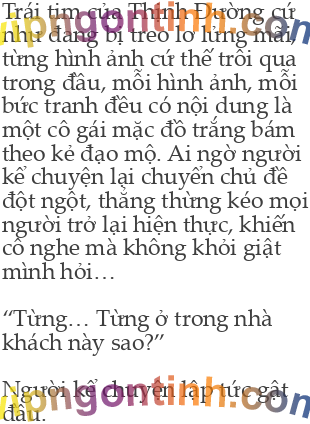 Trái tim của Thịnh Đường cứ
như đang bị treo lơ lửng mãi,
từng hình ảnh cứ thế trôi qua
trong đầu, mỗi hình ảnh, mỗi
bức tranh đều có nội dung là
một cô gái mặc đồ trắng bám
theo kẻ đạo mộ. Ai ngờ người
kể chuyện lại chuyển chủ đề
đột ngột, thẳng thừng kéo mọi
người trở lại hiện thực, khiến
cô nghe mà không khỏi giật
mình hỏi…
“Từng… Từng ở trong nhà
khách này sao?”
Người kể chuyện lập tức gật
đầu.